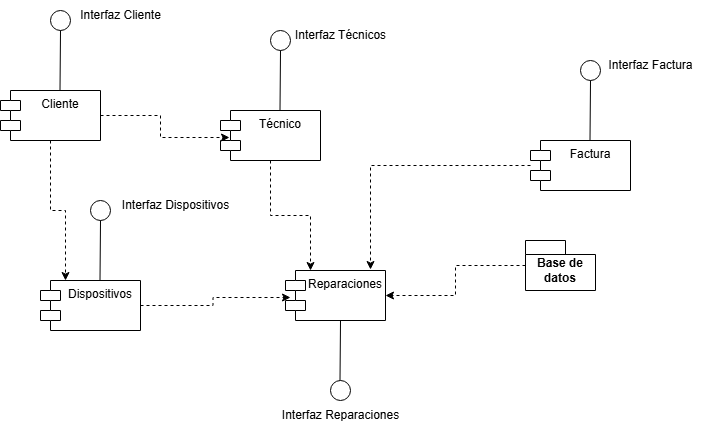 Interfaz Cliente
Interfaz Técnicos
Interfaz Factura
Cliente
Técnico
Factura
Interfaz Dispositivos
Base de
datos
Dispositivos
Reparaciones
Interfaz Reparaciones